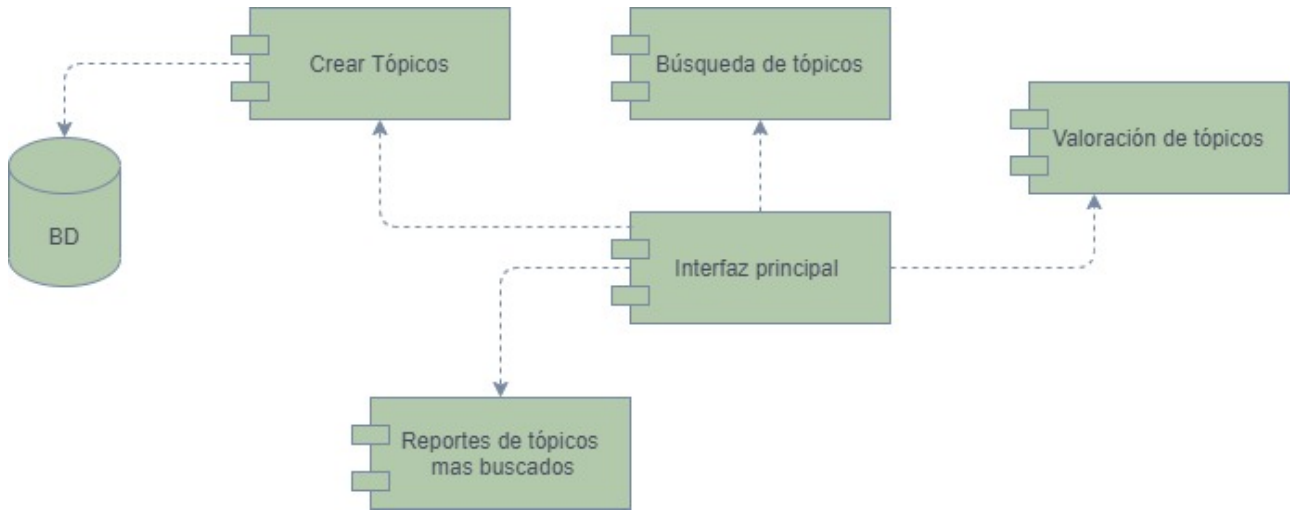 Crear Tópicos
Búsqueda de tópicos
Valoración de tópicos
BD
Interfaz principal
Reportes de tópicos
mas buscados